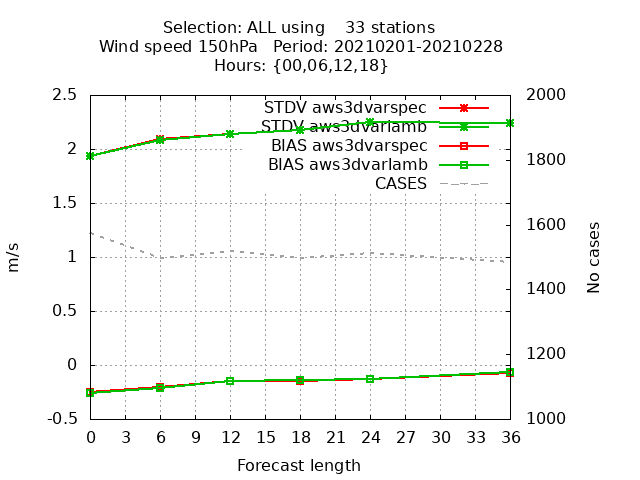 Selection: ALL using    33 stations
Wind speed 150hPa   Period: 20210201-20210228
Hours: {00,06,12,18}
2.5
2
1.5
1
0.5
0
-0.5
2000
1800
1600
1400
1200
1000
STDV aws3dvarspec
STDV aws3dvarlamb
BIAS aws3dvarspec
BIAS aws3dvarlamb
CASES
m/s
No cases
0 3 6 9 12 15 18 21 24 27 30 33 36
Forecast length